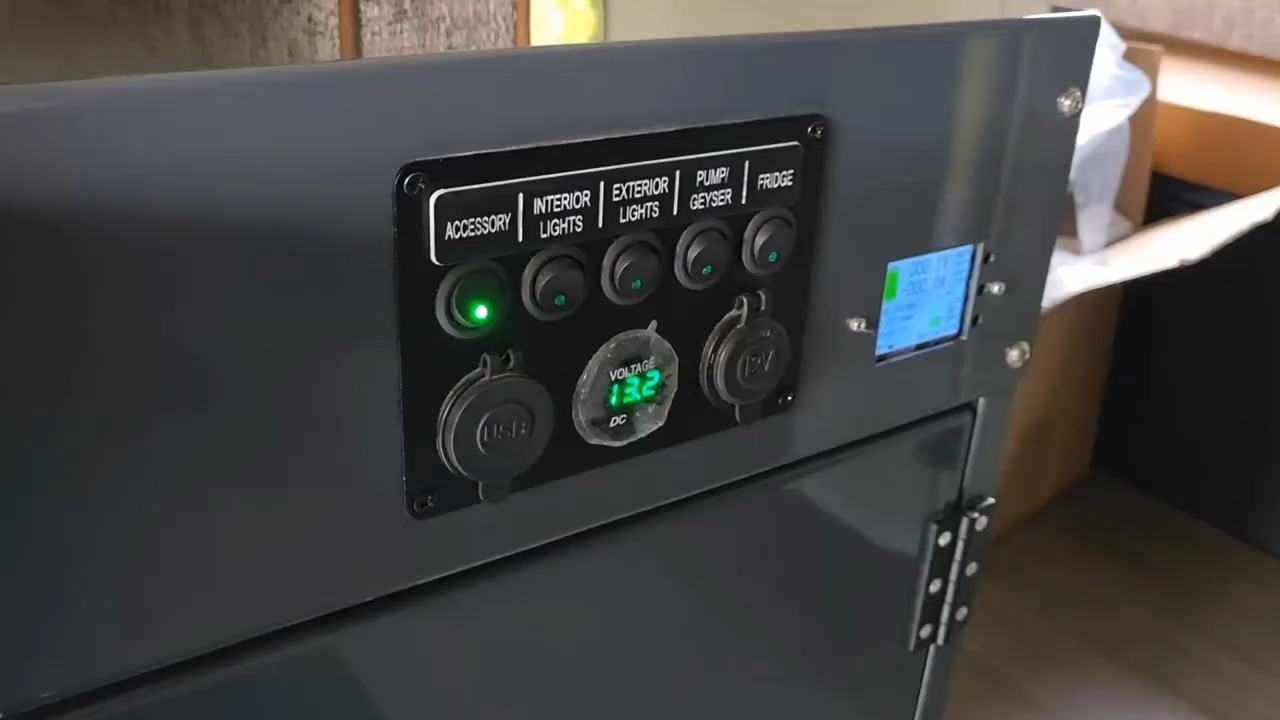 ACCESSORY
INTERIOR
LIGHTS
EXTERIOR
LIGHTS
PUMP/
GEYSER
FRIDGE
USB
VOLTAGE
13.2
DC
V
12V